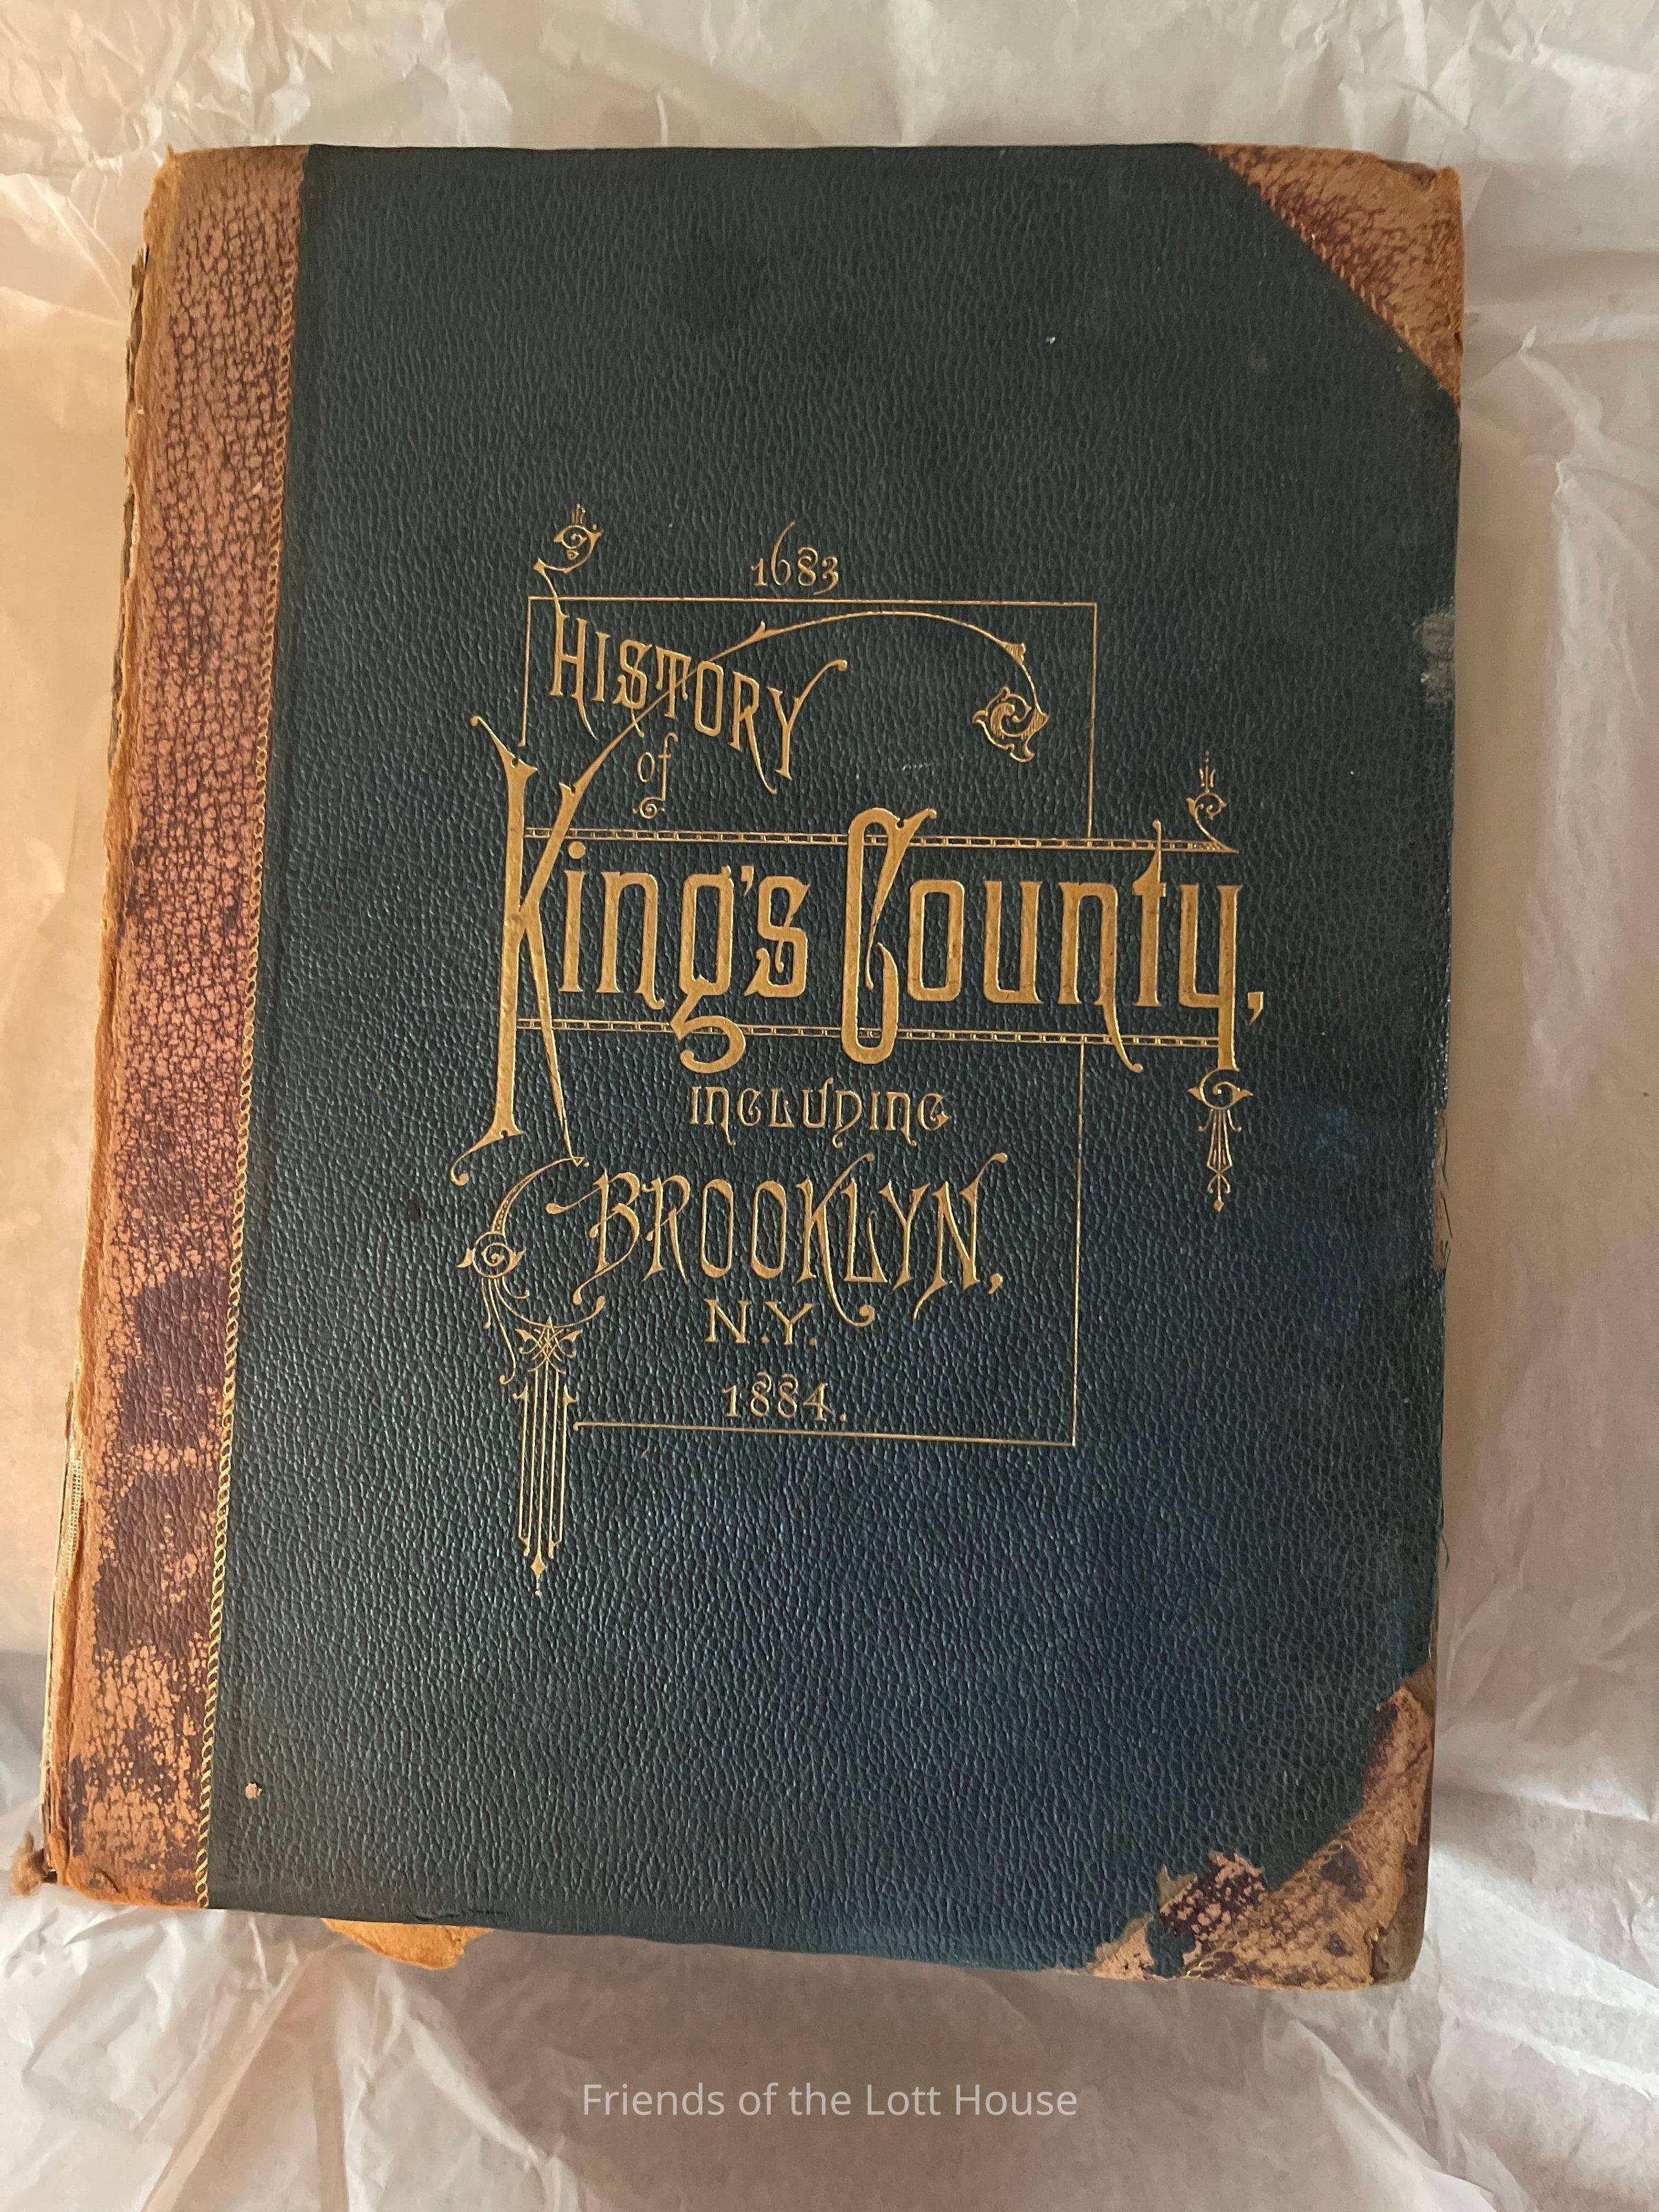 1683
HISTORY
of
King's County,
INCLUDING
BROOKLYN,
N.Y.
1884.
Friends of the Lott House